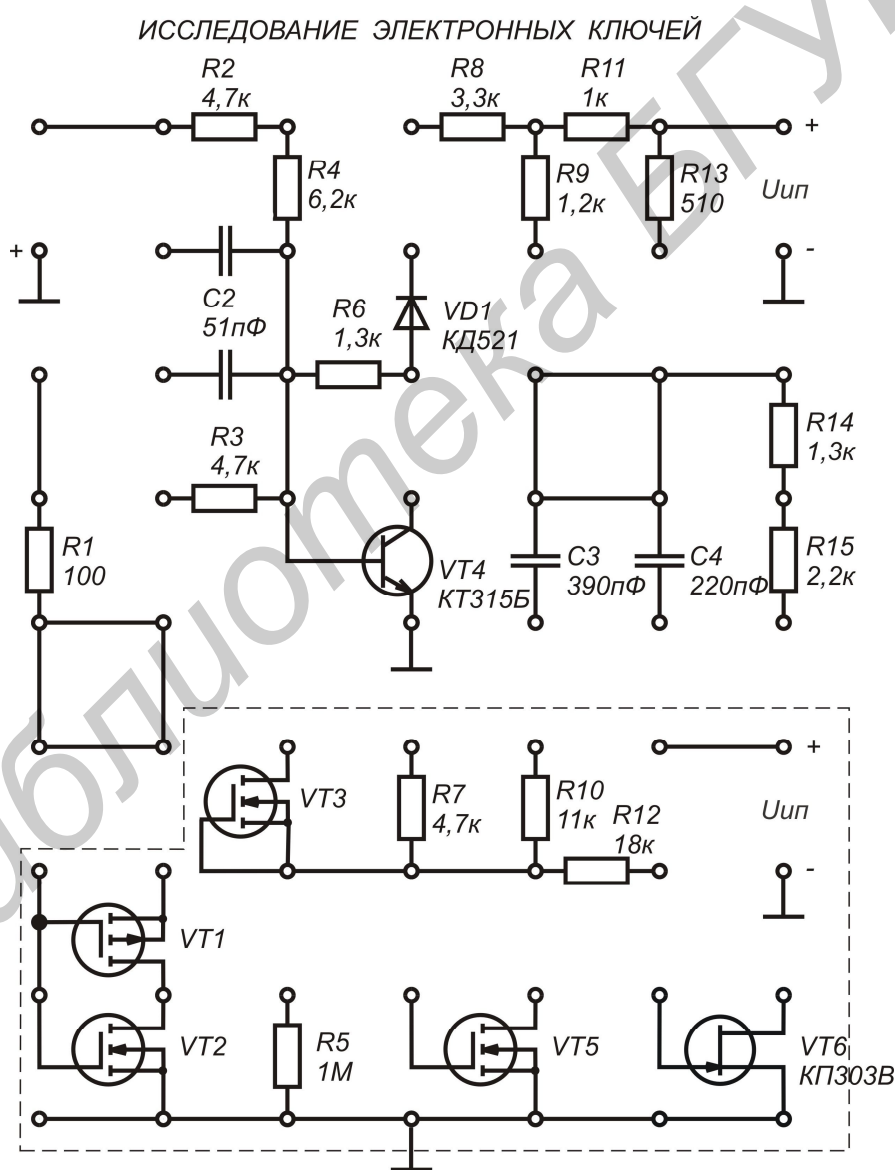 ИССЛЕДОВАНИЕ ЭЛЕКТРОННЫХ КЛЮЧЕЙ
R2
4,7к
R8
3,3к
R11
1к
+
R4
6,2к
R9
1,2к
R13
510
Uип
+
-
C2
51пФ
R6
1,3к
VD1
КД521
R3
4,7к
R14
1,3к
R1
100
VT4
КТ315Б
C3
390пФ
C4
220пФ
R15
2,2к
+
VT3
R7
4,7к
R10
11к
R12
18к
Uип
-
VT1
VT2
R5
1М
VT5
VT6
КП303В
Библиотека БГУ